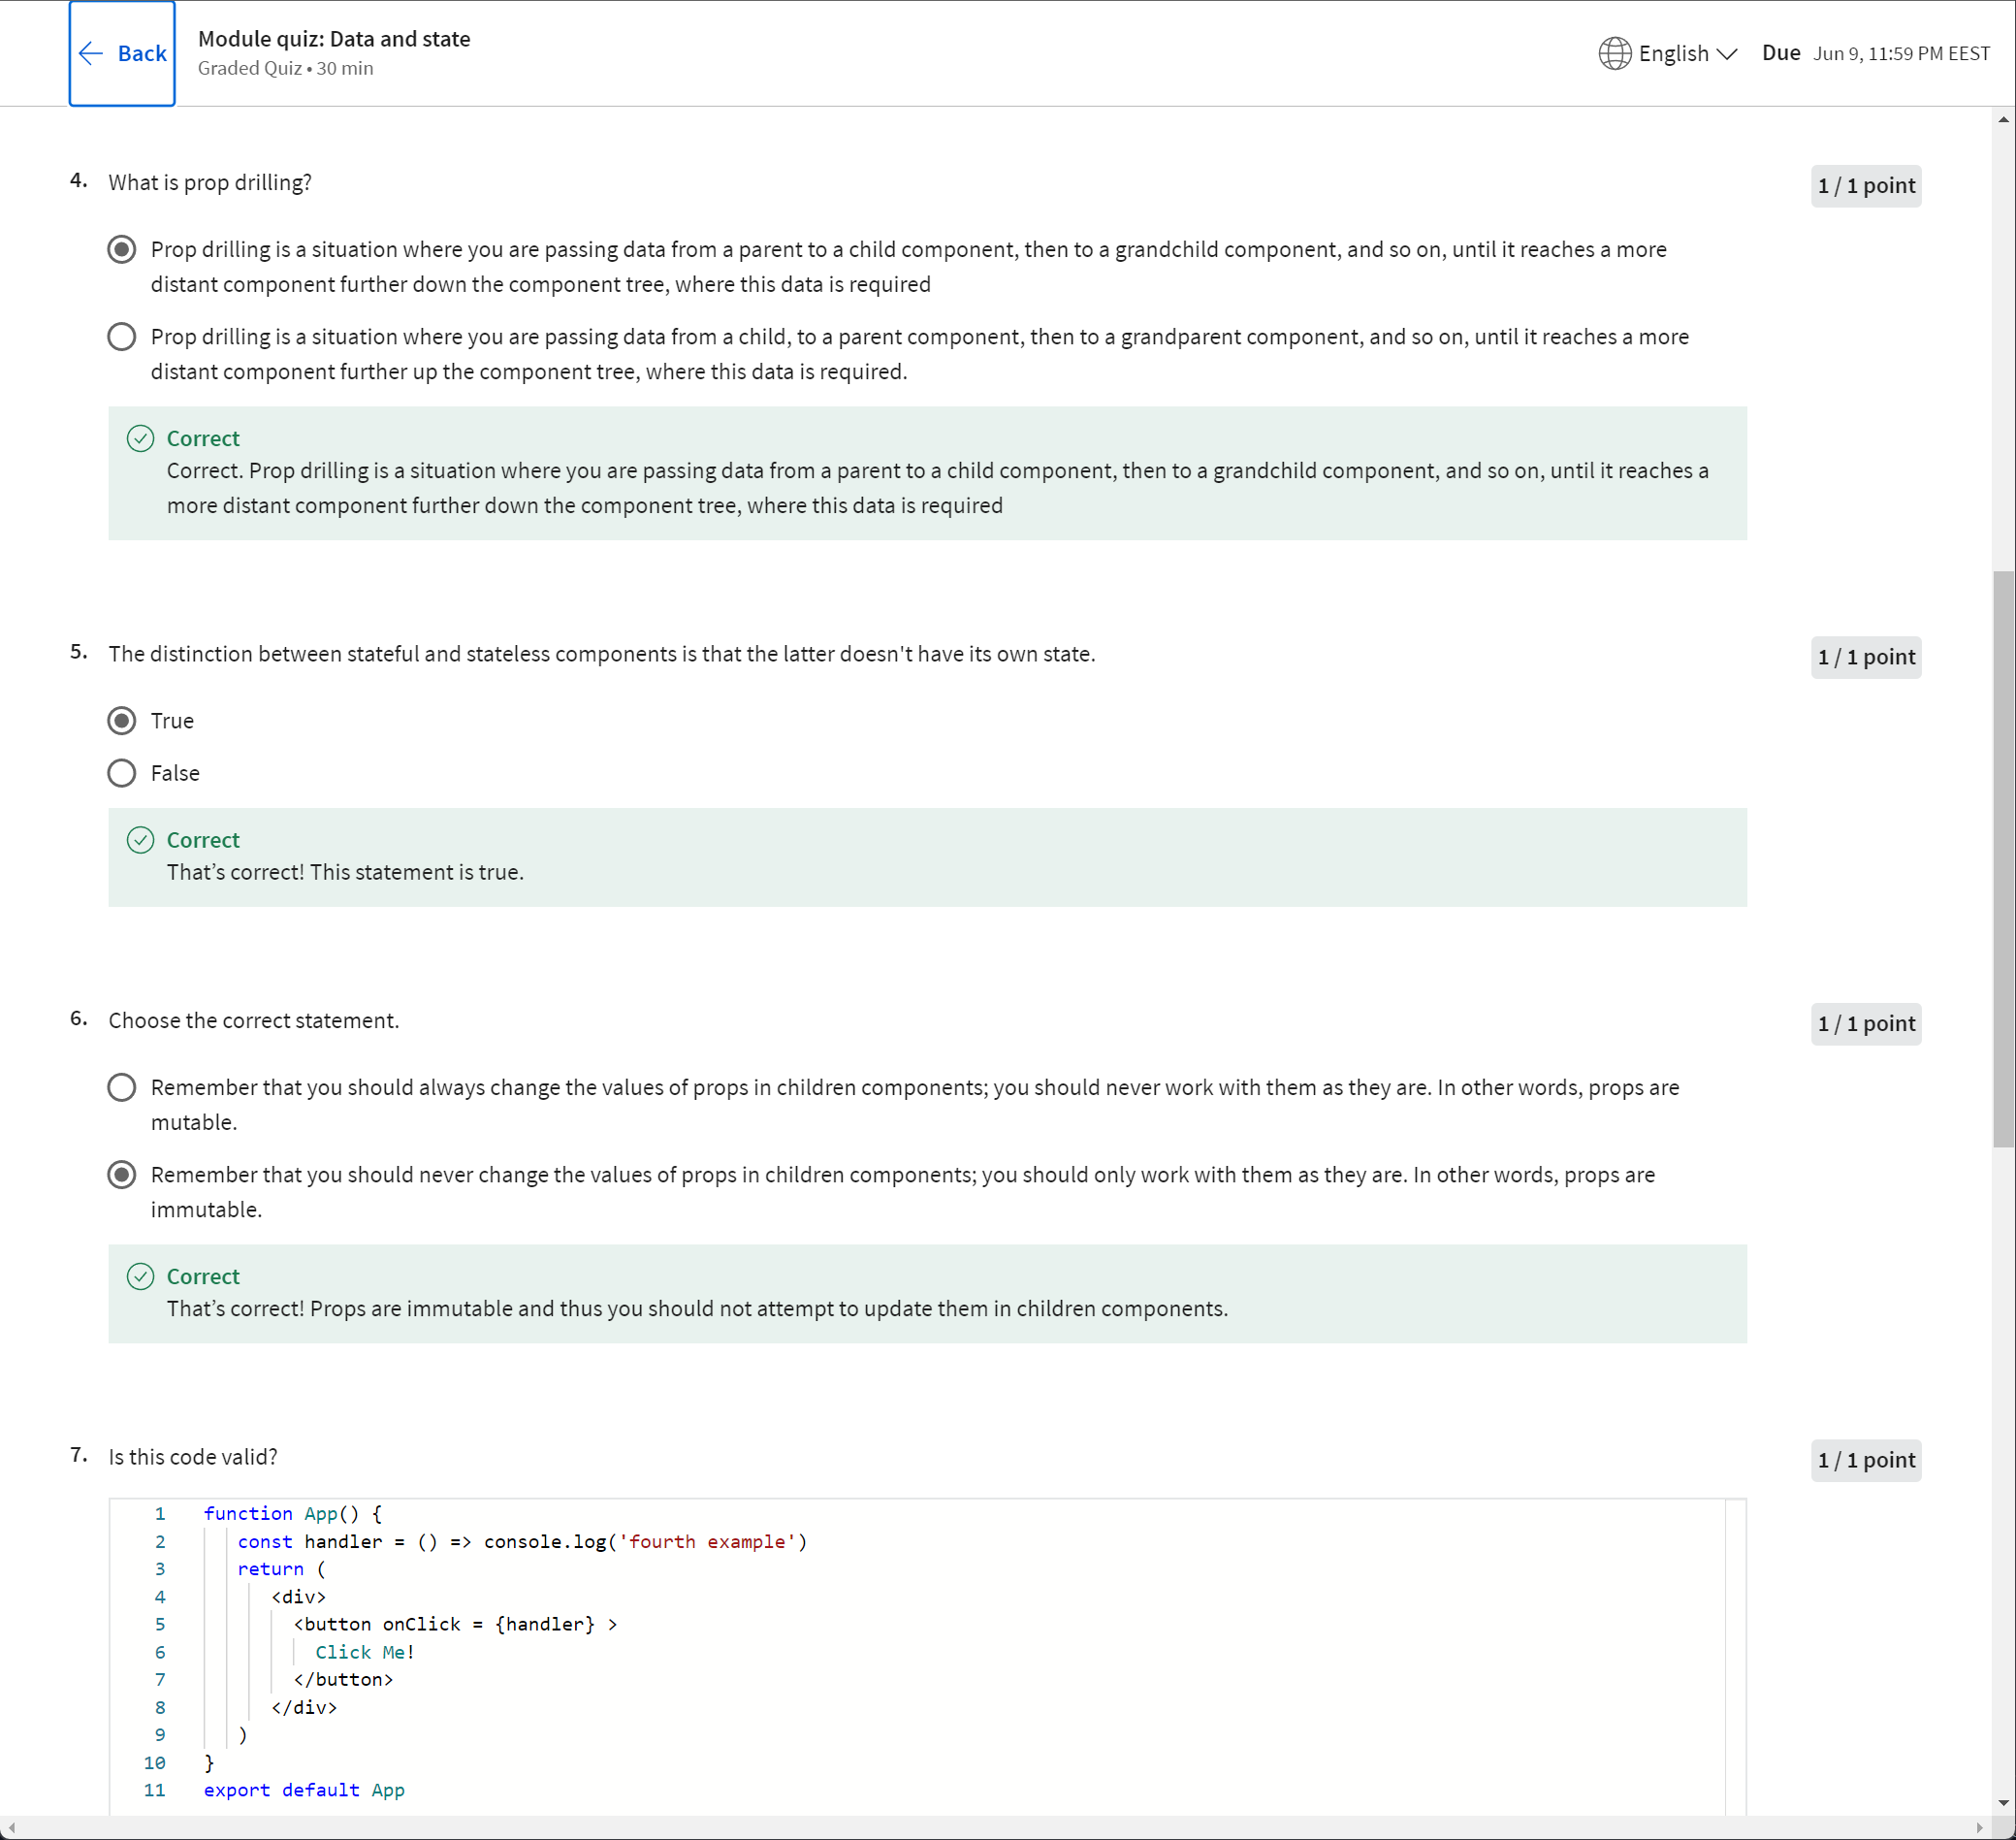 Back
Module quiz: Data and state
Graded Quiz • 30 min
English
Due Jun 9, 11:59 PM EEST
4. What is prop drilling?
1 / 1 point
Prop drilling is a situation where you are passing data from a parent to a child component, then to a grandchild component, and so on, until it reaches a more
distant component further down the component tree, where this data is required
Prop drilling is a situation where you are passing data from a child, to a parent component, then to a grandparent component, and so on, until it reaches a more
distant component further up the component tree, where this data is required.
Correct
Correct. Prop drilling is a situation where you are passing data from a parent to a child component, then to a grandchild component, and so on, until it reaches a
more distant component further down the component tree, where this data is required
5. The distinction between stateful and stateless components is that the latter doesn't have its own state.
1 / 1 point
True
False
Correct
That’s correct! This statement is true.
6. Choose the correct statement.
1 / 1 point
Remember that you should always change the values of props in children components; you should never work with them as they are. In other words, props are
mutable.
Remember that you should never change the values of props in children components; you should only work with them as they are. In other words, props are
immutable.
Correct
That’s correct! Props are immutable and thus you should not attempt to update them in children components.
7. Is this code valid?
1 / 1 point
1 function App() {
2 const handler = () => console.log('fourth example')
3 return (
4 <div>
5 <button onClick = {handler} >
6 Click Me!
7 </button>
8 </div>
9 )
10 }
11 export default App